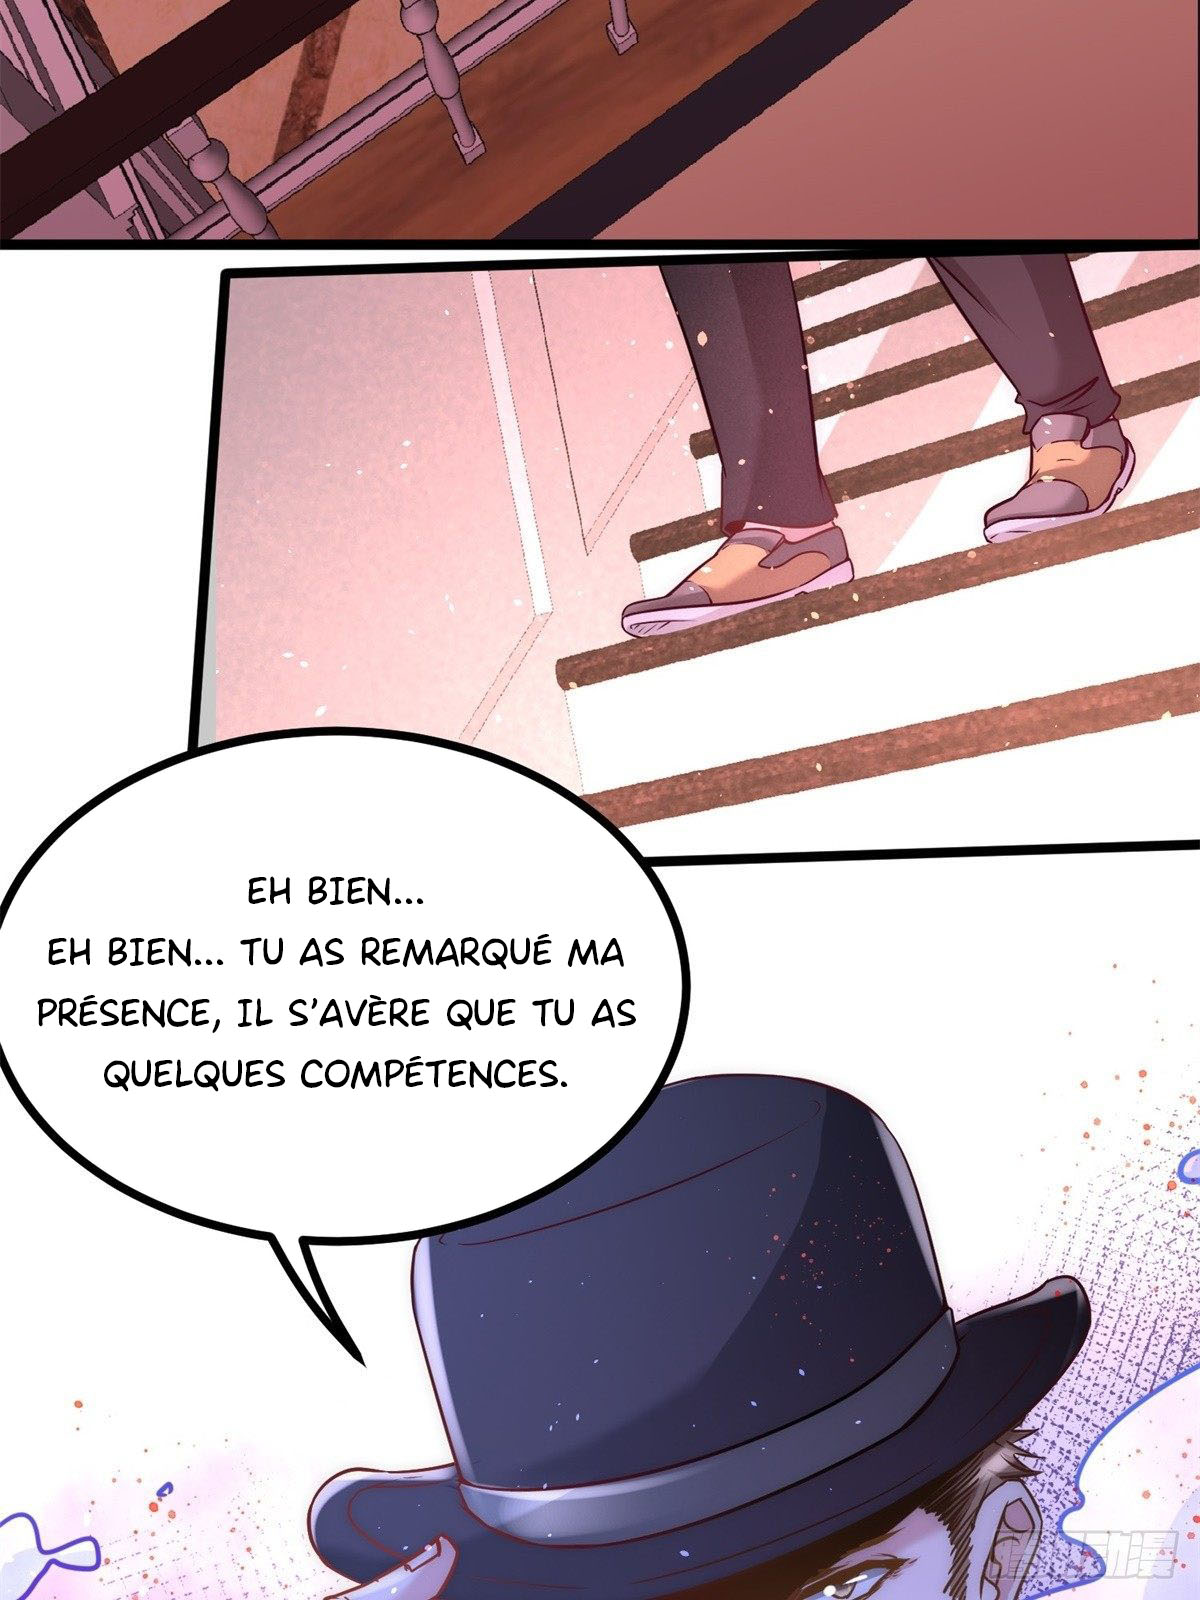 EH BIEN...
EH BIEN... TU AS REMARQUÉ MA
PRÉSENCE, IL S'AVÈRE QUE TU AS
QUELQUES COMPÉTENCES.